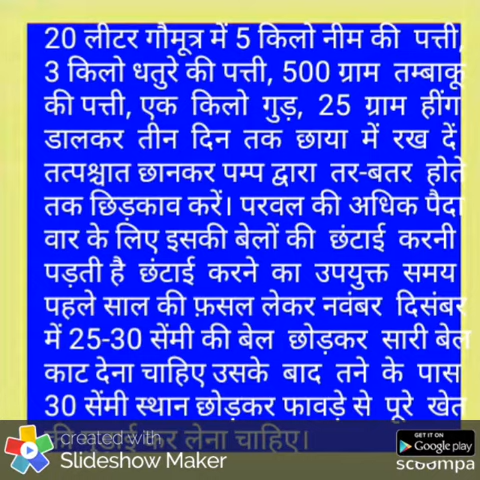 20 लीटर गौमूत्र में 5 किलो नीम की पत्ती,
3 किलो धतुरे की पत्ती, 500 ग्राम तम्बाकू
की पत्ती, एक किलो गुड़, 25 ग्राम हींग
डालकर तीन दिन तक छाया में रख दें
तत्पश्चात छानकर पम्प द्वारा तर-बतर होते
तक छिड़काव करें। परवल की अधिक पैदा
वार के लिए इसकी बेलों की छंटाई करनी
पड़ती है छंटाई करने का उपयुक्त समय
पहले साल की फ़सल लेकर नवंबर दिसंबर
में 25-30 सेंमी की बेल छोड़कर सारी बेल
काट देना चाहिए उसके बाद तने के पास
30 सेंमी स्थान छोड़कर फावड़े से पूरे खेत
की गुड़ाई कर लेना चाहिए।
created with
Slideshow Maker
GET IT ON
Google play
scoompa